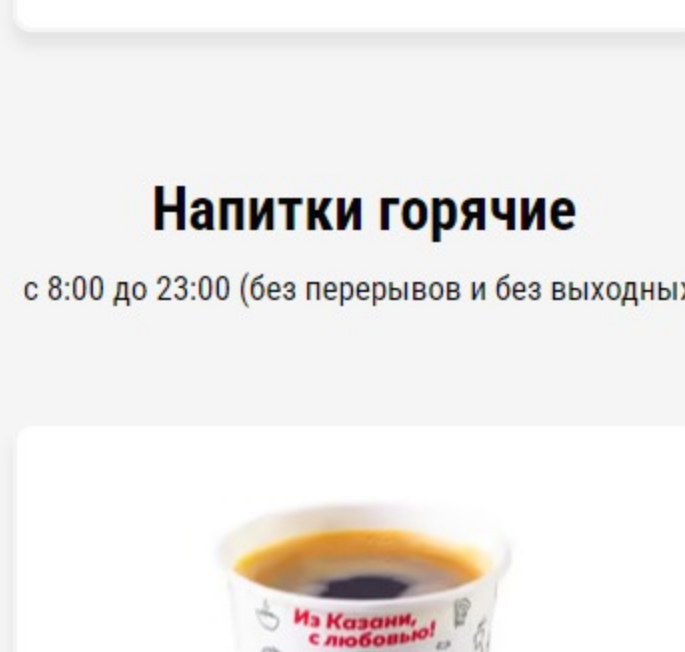 Напитки горячие
с 8:00 до 23:00 (без перерывов и без выходных
Из Казани,
с любовью!